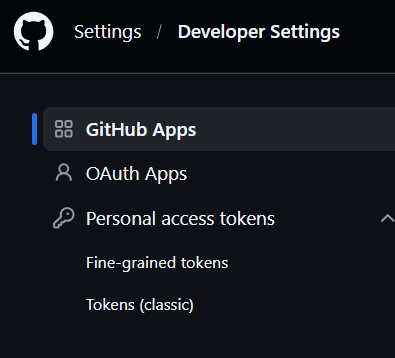 Settings / Developer Settings
GitHub Apps
OAuth Apps
Personal access tokens
Fine-grained tokens
Tokens (classic)